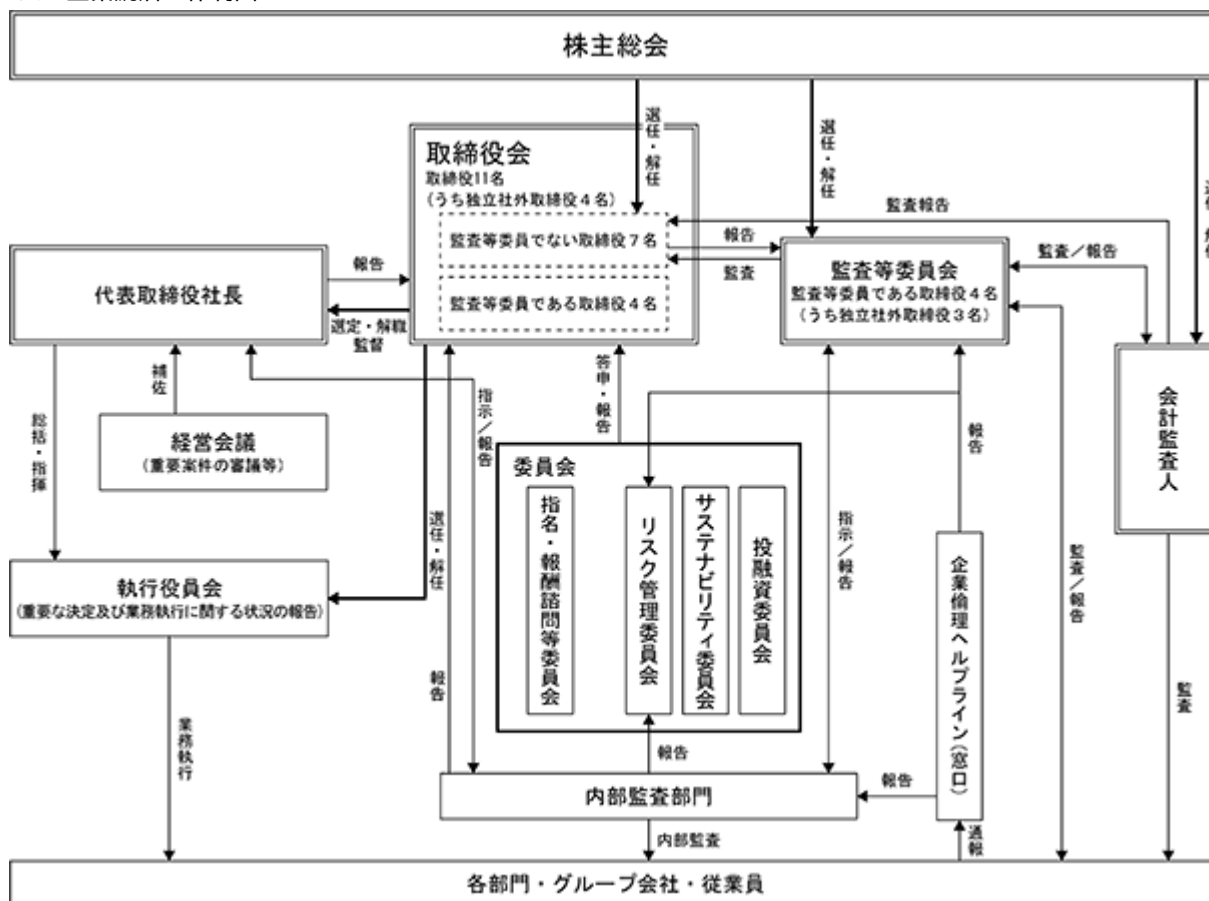 株主総会
選任・解任
選任・解任
取締役会
取締役11名
(うち独立社外取締役4名)
監査等委員でない取締役7名
監査等委員である取締役4名
報告
監査
監査報告
監査等委員会
監査等委員である取締役4名
(うち独立社外取締役3名)
監査/報告
代表取締役社長
報告
選定・解職
監督
補佐
総括・指揮
経営会議
(重要案件の審議等)
指示/報告
答申・報告
報告
会計監査人
委員会
指名・報酬諮問等委員会
リスク管理委員会
サステナビリティ委員会
投融資委員会
選任・解任
指示/報告
監査/報告
企業倫理ヘルプライン(窓口)
執行役員会
(重要な決定及び業務執行に関する状況の報告)
業務執行
報告
報告
内部監査部門
報告
監査
内部監査
通報
各部門・グループ会社・従業員